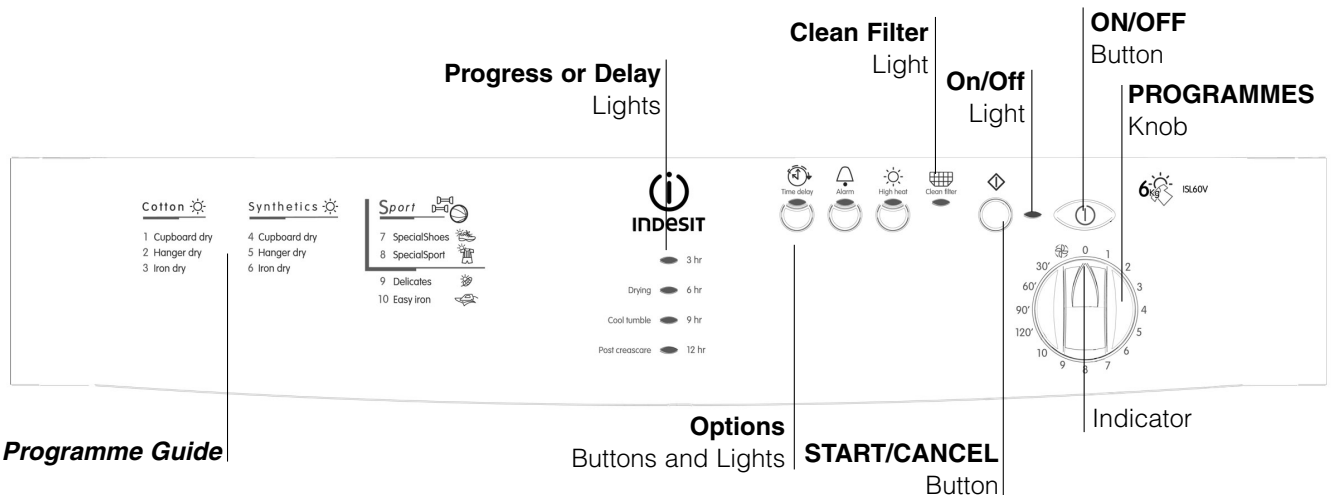 ON/OFF
Button
Clean Filter
Light
Progress or Delay
Lights
On/Off
Light
PROGRAMMES
Knob
Cotton
1 Cupboard dry
2 Hanger dry
3 Iron dry
Synthetics
4 Cupboard dry
5 Hanger dry
6 Iron dry
Sport
7 SpecialShoes
8 SpecialSport
9 Delicates
10 Easy iron
INDESIT
3 hr
Drying 6 hr
Cool tumble 9 hr
Post creascare 12 hr
Time delay
Alarm
High heat
Clean filter
6kg
ISL60V
0
1
2
3
4
5
6
7
8
9
10
120'
90'
60'
30'
Programme Guide
Options
Buttons and Lights
START/CANCEL
Button
Indicator